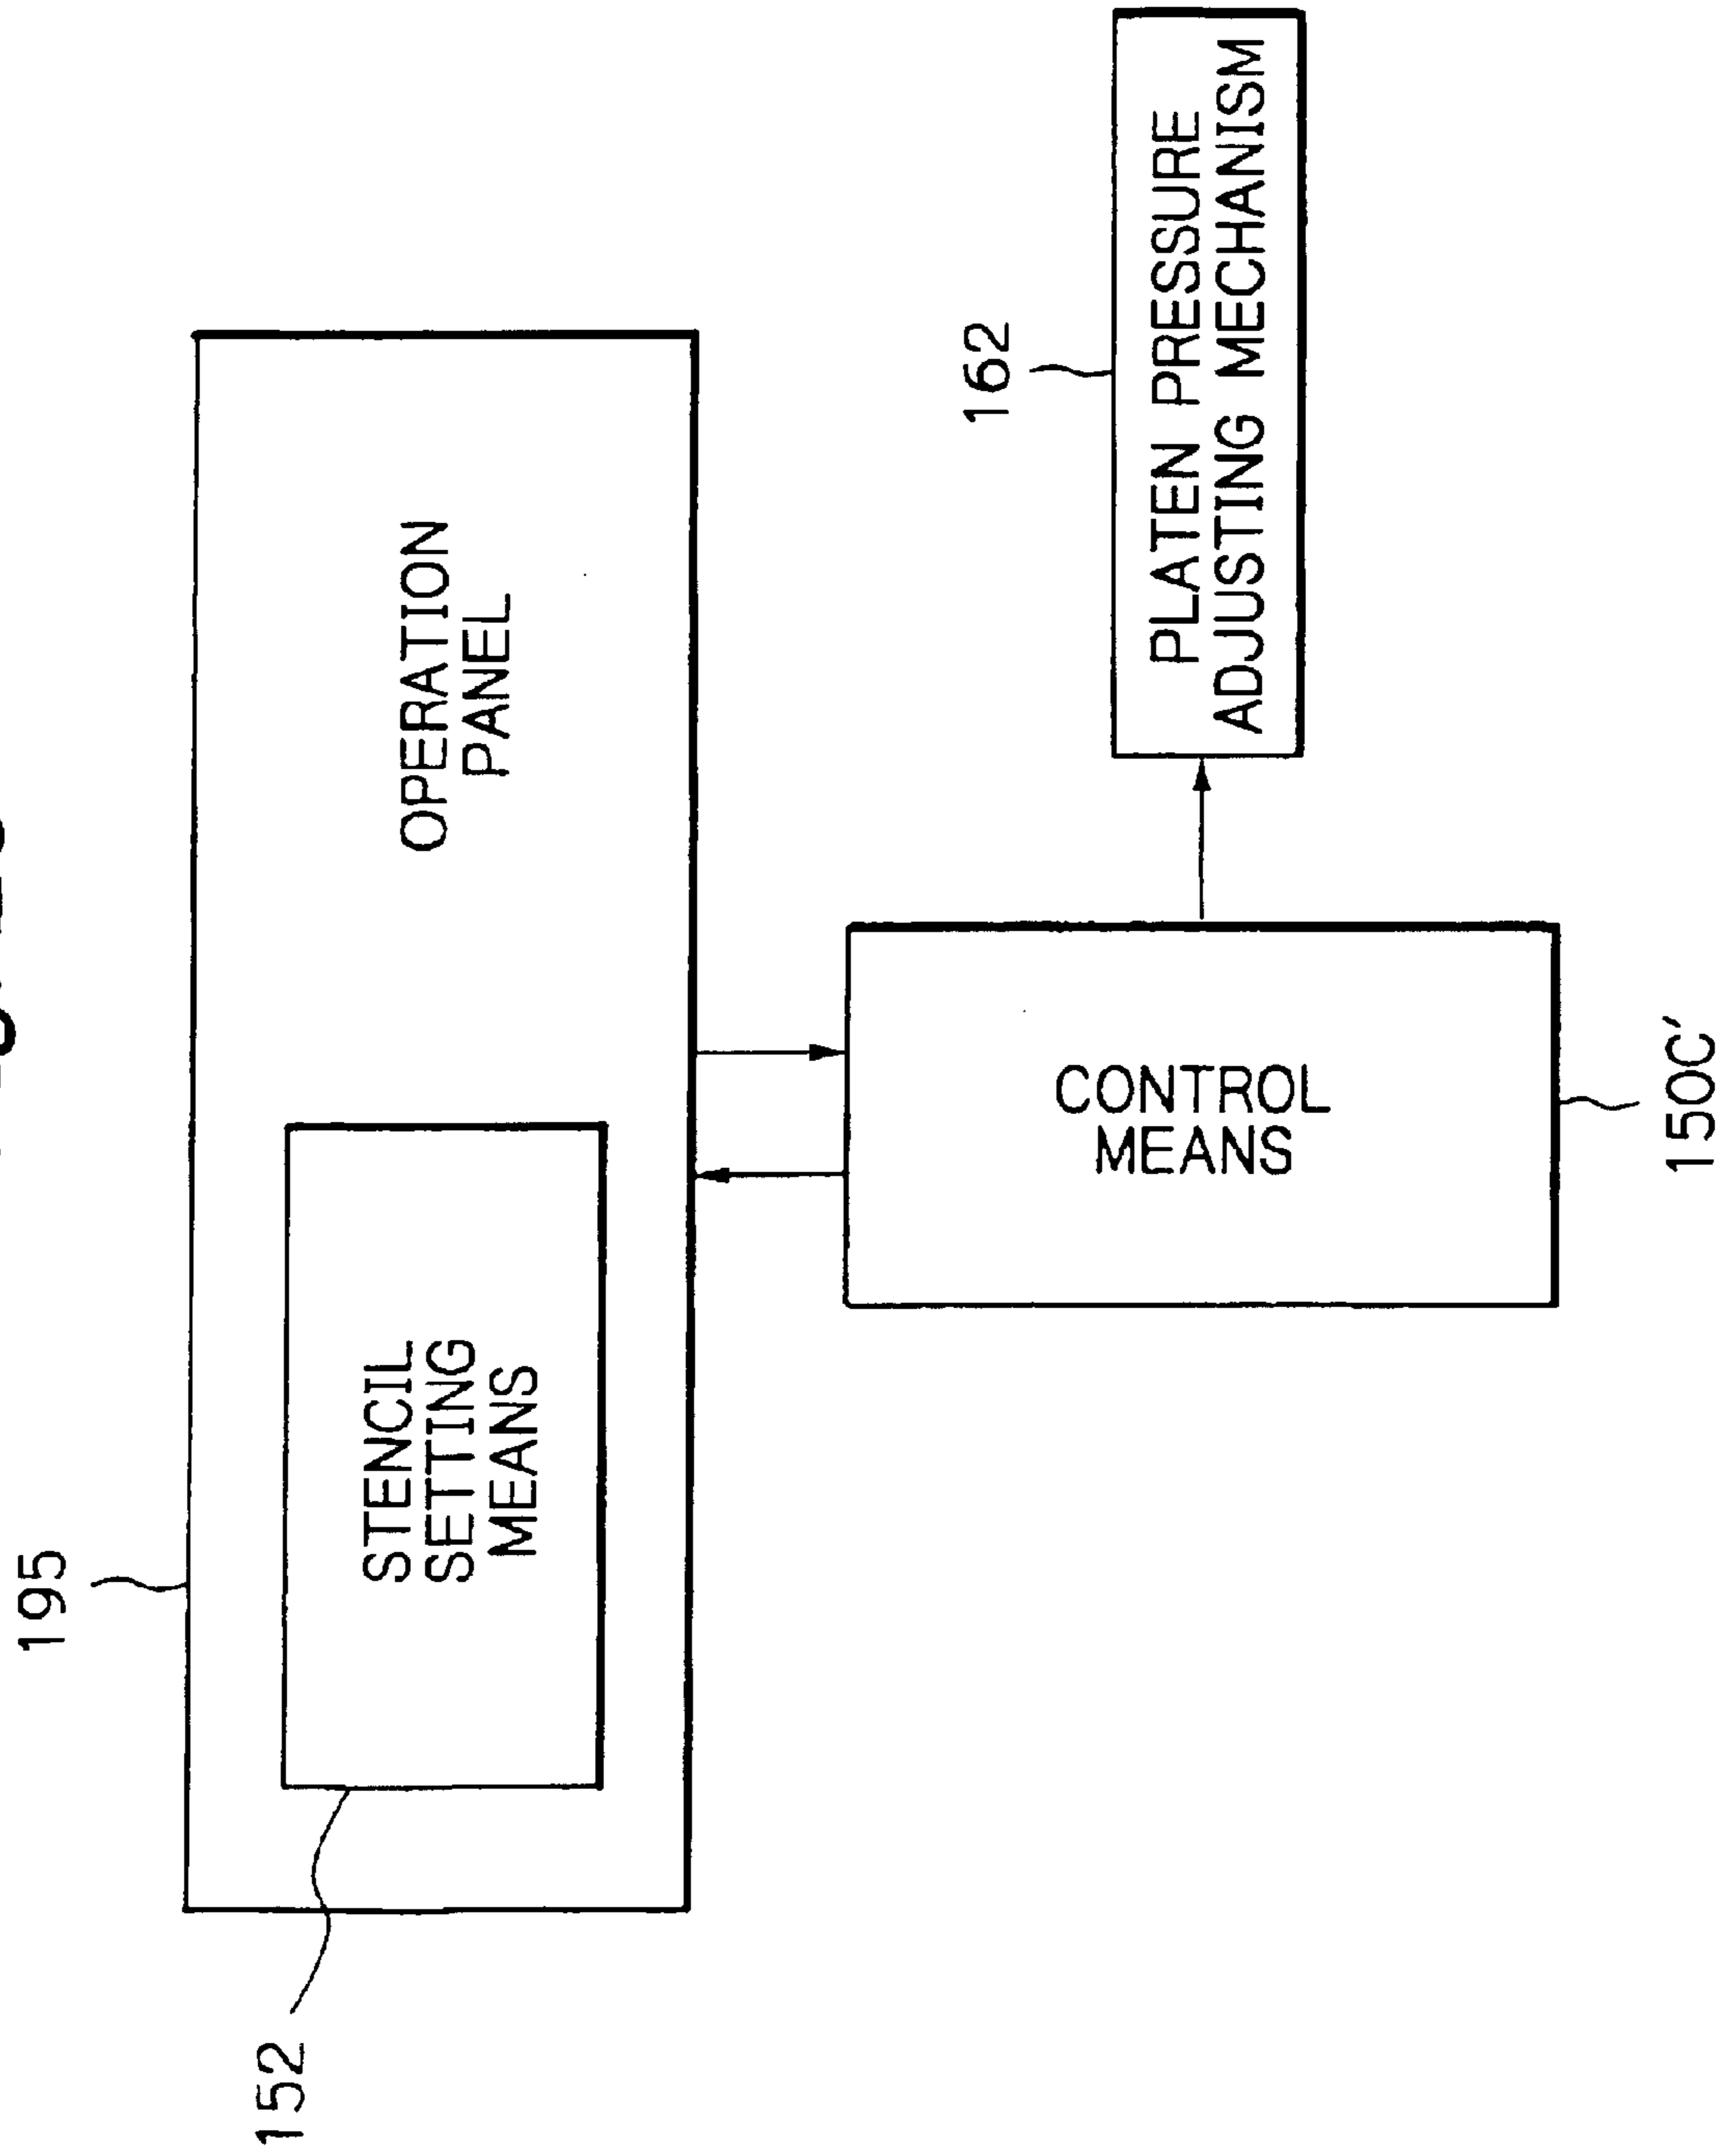 195
152
STENCIL
SETTING
MEANS
OPERATION
PANEL
162
PLATEN PRESSURE
ADJUSTING MECHANISM
CONTROL
MEANS
150C'